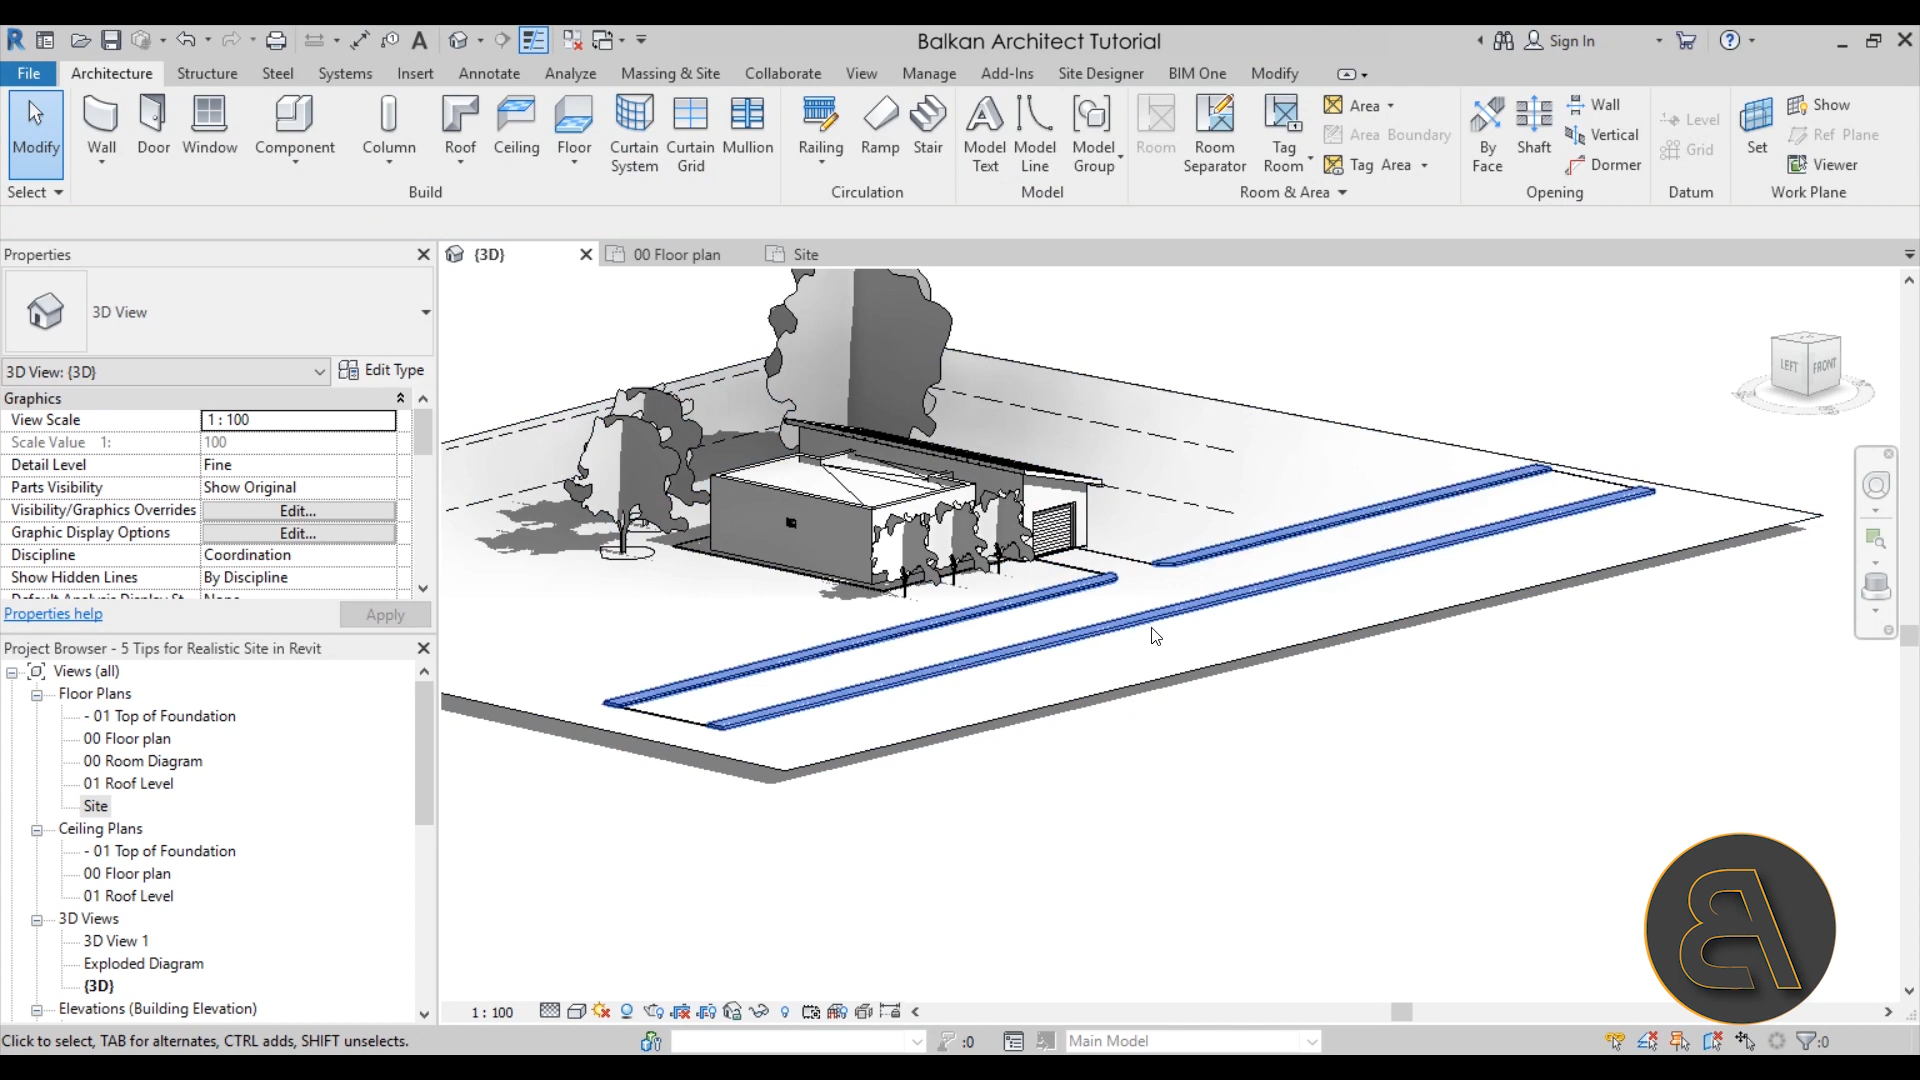 Balkan Architect Tutorial
Sign In
File Architecture Structure Steel Systems Insert Annotate Analyze Massing & Site Collaborate View Manage Add-Ins Site Designer BIM One Modify
Modify Wall Door Window Component Column Roof Ceiling Floor Curtain System Curtain Grid Mullion Railing Ramp Stair Model Text Model Line Model Group Room Room Separator Tag Room
Area
Area Boundary
Tag Area
By Face Shaft
Wall
Vertical
Dormer
Level
Grid
Set
Show
Ref Plane
Viewer
Select Build Circulation Model Room & Area Opening Datum Work Plane
Properties
{3D} 00 Floor plan Site
3D View
3D View: {3D} Edit Type
Graphics
View Scale 1 : 100
Scale Value 1: 100
Detail Level Fine
Parts Visibility Show Original
Visibility/Graphics Overrides Edit...
Graphic Display Options Edit...
Discipline Coordination
Show Hidden Lines By Discipline
Properties help Apply
LEFT FRONT
Project Browser - 5 Tips for Realistic Site in Revit
Views (all)
Floor Plans
- 01 Top of Foundation
00 Floor plan
00 Room Diagram
01 Roof Level
Site
Ceiling Plans
- 01 Top of Foundation
00 Floor plan
01 Roof Level
3D Views
3D View 1
Exploded Diagram
{3D}
Elevations (Building Elevation)
1 : 100
Click to select, TAB for alternates, CTRL adds, SHIFT unselects.
:0
Main Model
:0